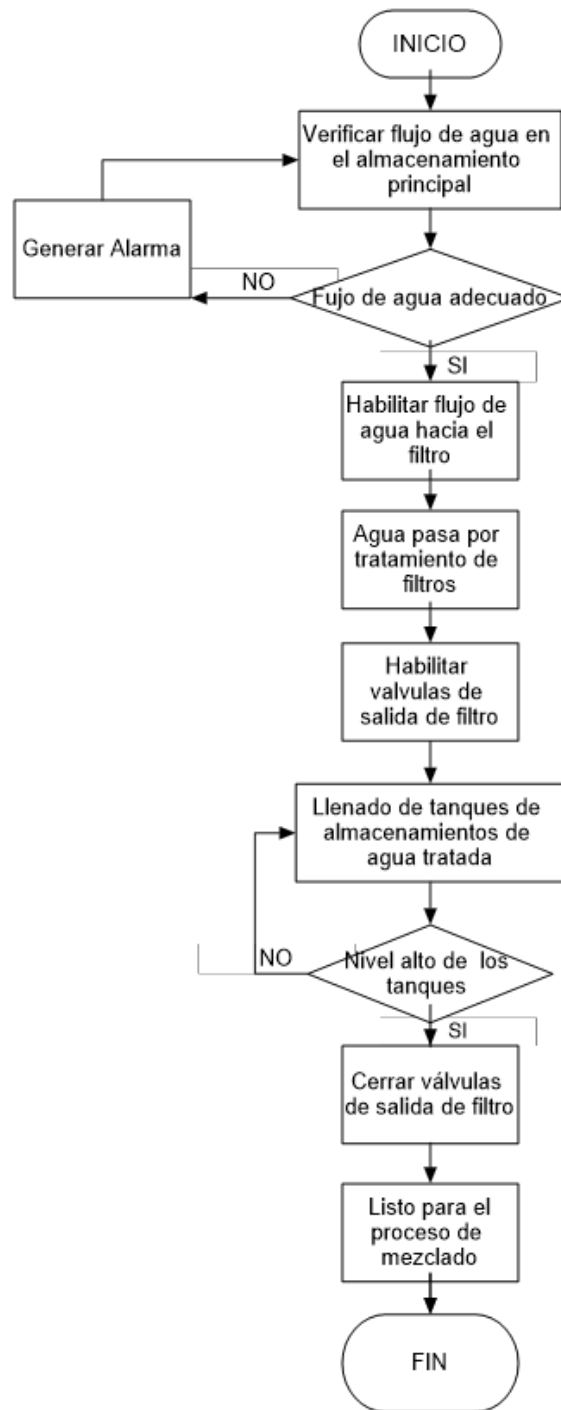 INICIO
Verificar flujo de agua en
el almacenamiento
principal
Generar Alarma
NO
Fujo de agua adecuado
SI
Habilitar flujo de
agua hacia el
filtro
Agua pasa por
tratamiento de
filtros
Habilitar
valvulas de
salida de filtro
Llenado de tanques de
almacenamientos de
agua tratada
NO
Nivel alto de los
tanques
SI
Cerrar válvulas
de salida de filtro
Listo para el
proceso de
mezclado
FIN